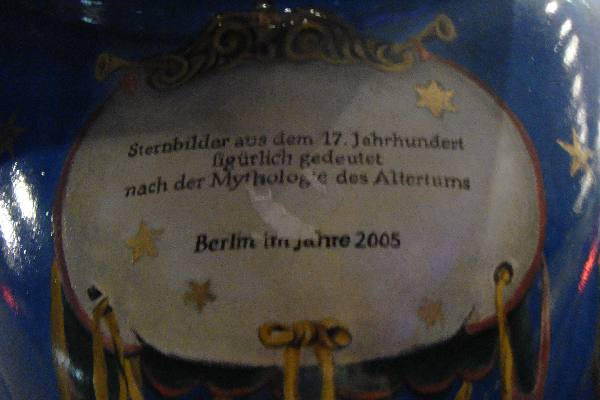 Sternbilder aus dem 17. Jahrhundert
figürlich gedeutet
nach der Mythologie des Altertums
Berlin im Jahre 2005